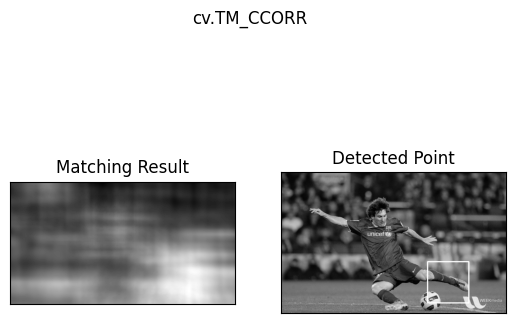 cv.TM_CCORR
Matching Result
Detected Point
unicef